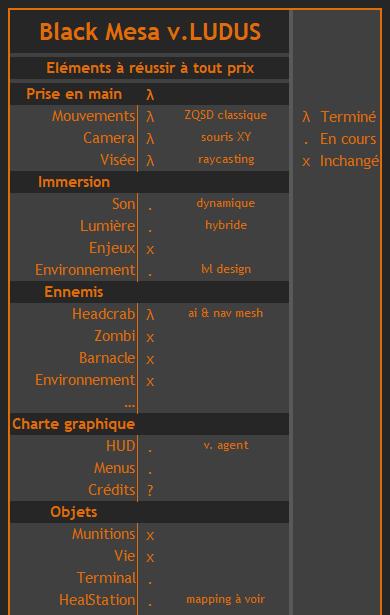 Black Mesa v.LUDUS
Eléments à réussir à tout prix
Prise en main λ
Mouvements λ ZQSD classique
Camera λ souris XY
Visée λ raycasting
Immersion
Son . dynamique
Lumière . hybride
Enjeux x
Environnement . lvl design
Ennemis
Headcrab λ ai & nav mesh
Zombi x
Barnacle x
Environnement x
...
Charte graphique
HUD . v. agent
Menus .
Crédits ?
Objets
Munitions x
Vie x
Terminal .
HealStation . mapping à voir
λ Terminé
. En cours
x Inchangé